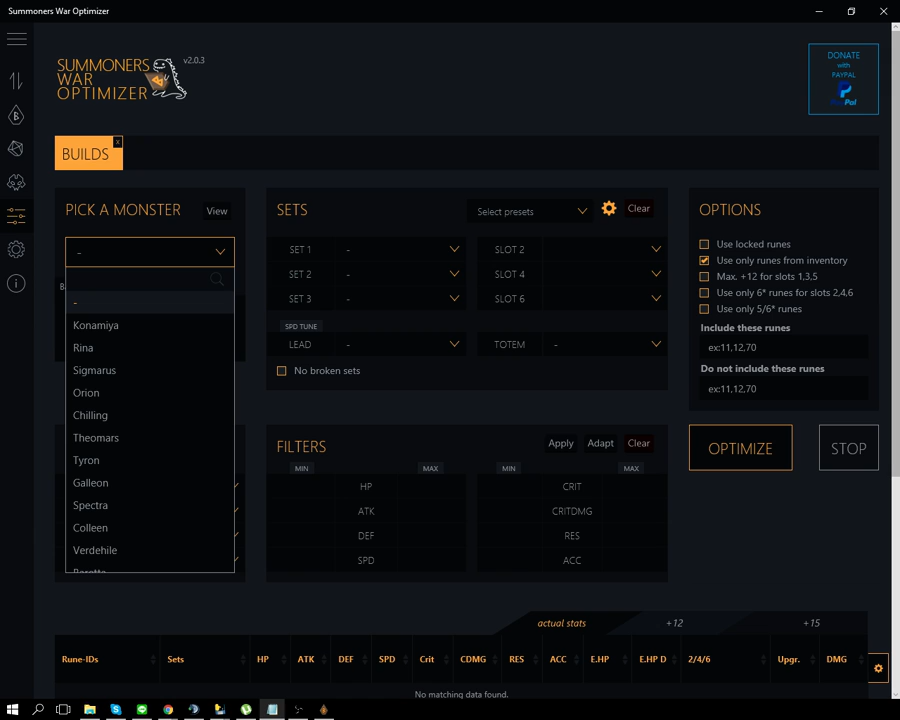 Summoners War Optimizer
SUMMONERS
WAR
OPTIMIZER
v2.0.3
DONATE
with
PAYPAL
PayPal
BUILDS
x
PICK A MONSTER
View
-
-
Konamiya
Rina
Sigmarus
Orion
Chilling
Theomars
Tyron
Galleon
Spectra
Colleen
Verdehile
SETS
Select presets
Clear
SET 1 - SLOT 2
SET 2 - SLOT 4
SET 3 - SLOT 6
SPD TUNE
LEAD - TOTEM -
No broken sets
OPTIONS
Use locked runes
Use only runes from inventory
Max. +12 for slots 1,3,5
Use only 6* runes for slots 2,4,6
Use only 5/6* runes
Include these runes
ex:11,12,70
Do not include these runes
ex:11,12,70
FILTERS
Apply Adapt Clear
MIN MAX MIN MAX
HP CRIT
ATK CRITDMG
DEF RES
SPD ACC
OPTIMIZE STOP
actual stats +12 +15
Rune-IDs Sets HP ATK DEF SPD Crit CDMG RES ACC E.HP E.HP D 2/4/6 Upgr. DMG
No matching data found.